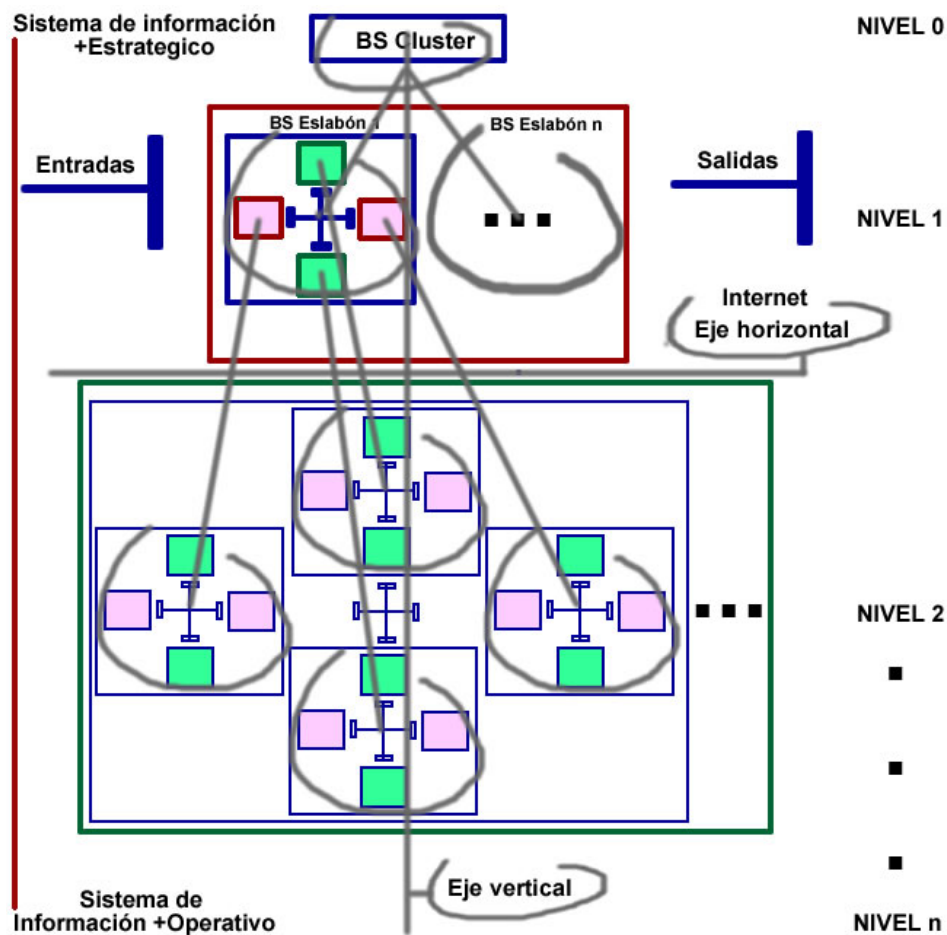 Sistema de información
+Estrategico
BS Cluster
NIVEL 0
BS Eslabón 1
BS Eslabón n
Entradas
Salidas
NIVEL 1
Internet
Eje horizontal
NIVEL 2
Eje vertical
Sistema de
Información +Operativo
NIVEL n